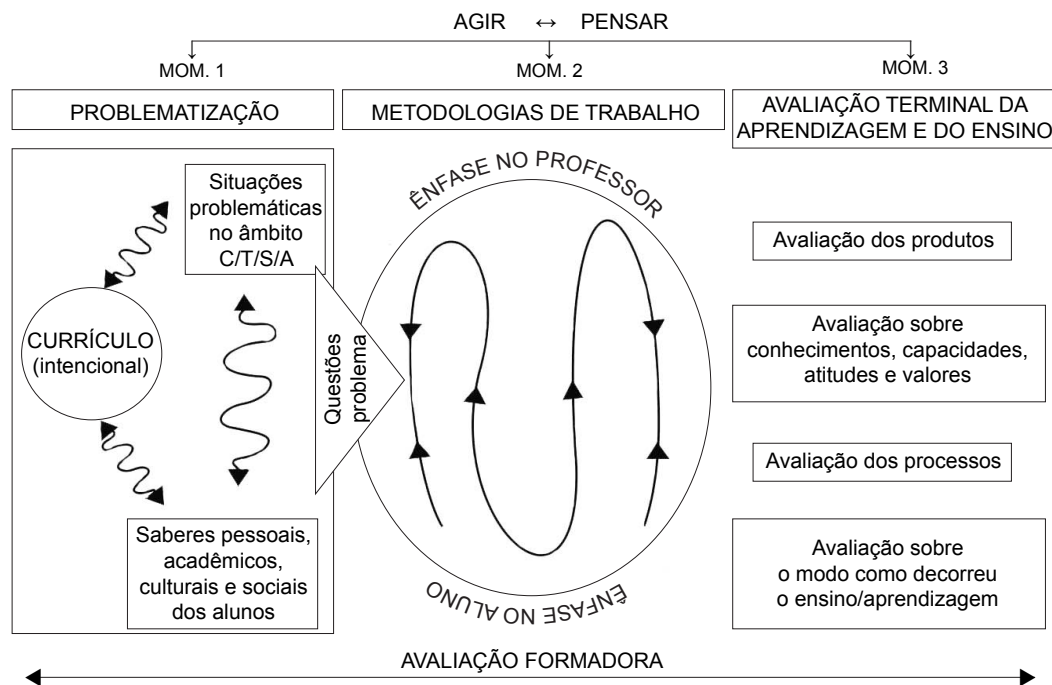 AGIR ↔ PENSAR
MOM. 1
MOM. 2
MOM. 3
PROBLEMATIZAÇÃO
METODOLOGIAS DE TRABALHO
AVALIAÇÃO TERMINAL DA
APRENDIZAGEM E DO ENSINO
Situações
problemáticas
no âmbito
C/T/S/A
CURRÍCULO
(intencional)
Saberes pessoais,
acadêmicos,
culturais e sociais
dos alunos
Questões
problema
ÊNFASE NO PROFESSOR
ÊNFASE NO ALUNO
Avaliação dos produtos
Avaliação sobre
conhecimentos, capacidades,
atitudes e valores
Avaliação dos processos
Avaliação sobre
o modo como decorreu
o ensino/aprendizagem
AVALIAÇÃO FORMADORA